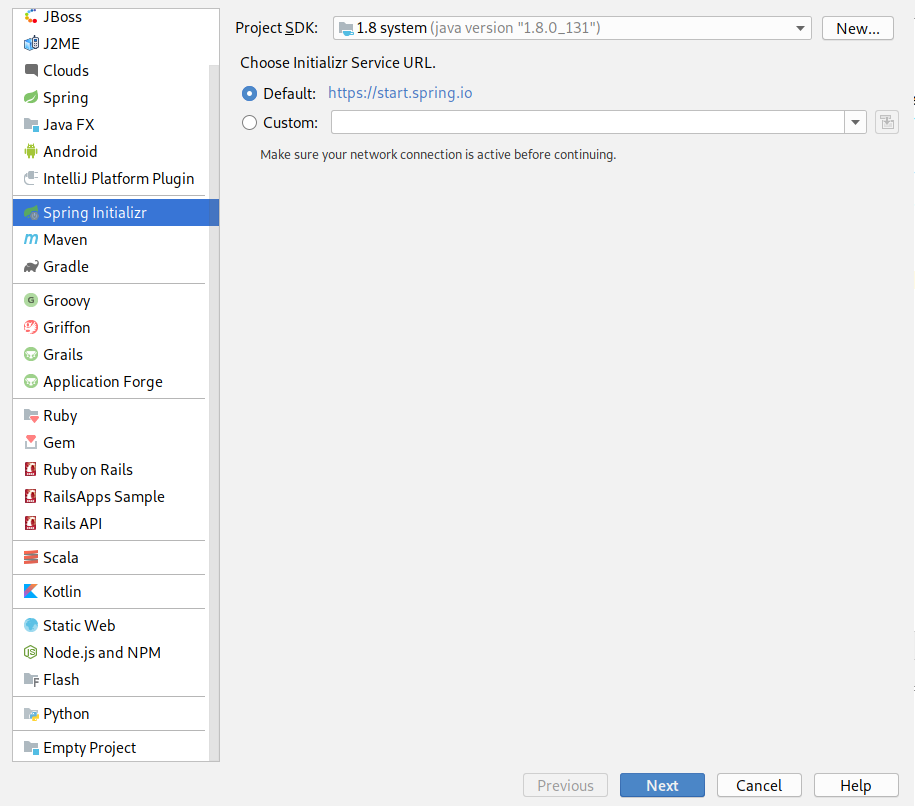 JBoss
J2ME
Clouds
Spring
Java FX
Android
IntelliJ Platform Plugin
Spring Initializr
m Maven
Gradle
G Groovy
Griffon
Grails
Application Forge
Ruby
Gem
Ruby on Rails
RailsApps Sample
Rails API
Scala
Kotlin
Static Web
JS Node.js and NPM
F Flash
Python
Empty Project
Project SDK: 1.8 system (java version "1.8.0_131") New...
Choose Initializr Service URL.
Default: https://start.spring.io
Custom:
Make sure your network connection is active before continuing.
Previous Next Cancel Help